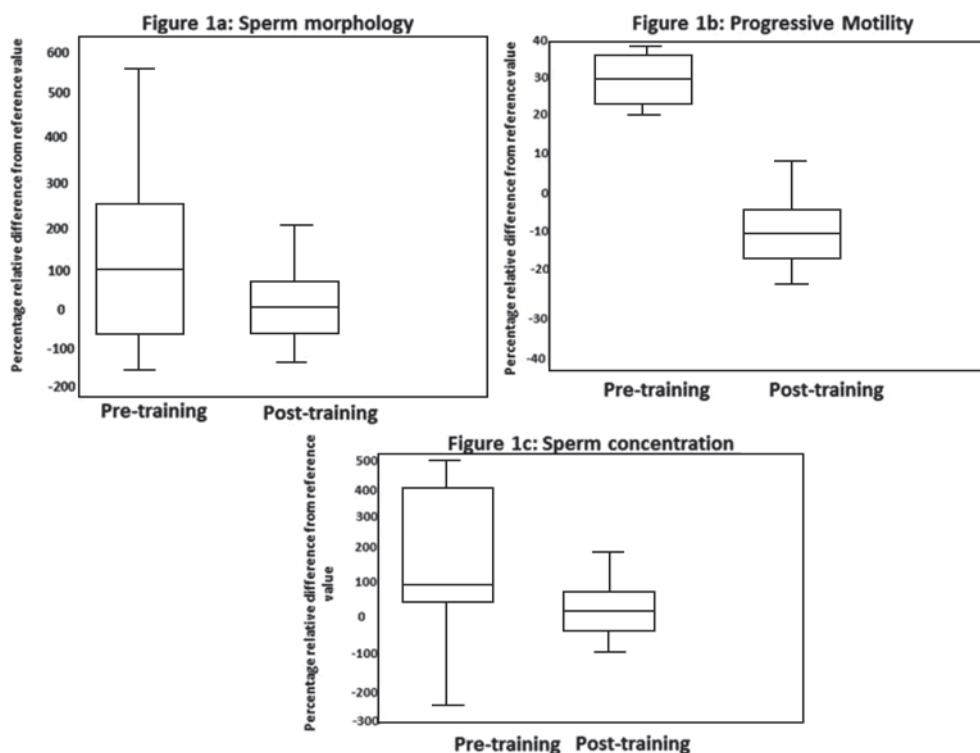 Figure 1a: Sperm morphology
Percentage relative difference from reference value
600
500
400
300
200
100
0
-100
-200
Pre-training
Post-training
Figure 1b: Progressive Motility
Percentage relative difference from reference value
40
30
20
10
0
-10
-20
-30
-40
Pre-training
Post-training
Figure 1c: Sperm concentration
Percentage relative difference from reference
value
500
400
300
200
100
0
-100
-200
-300
Pre-training
Post-training